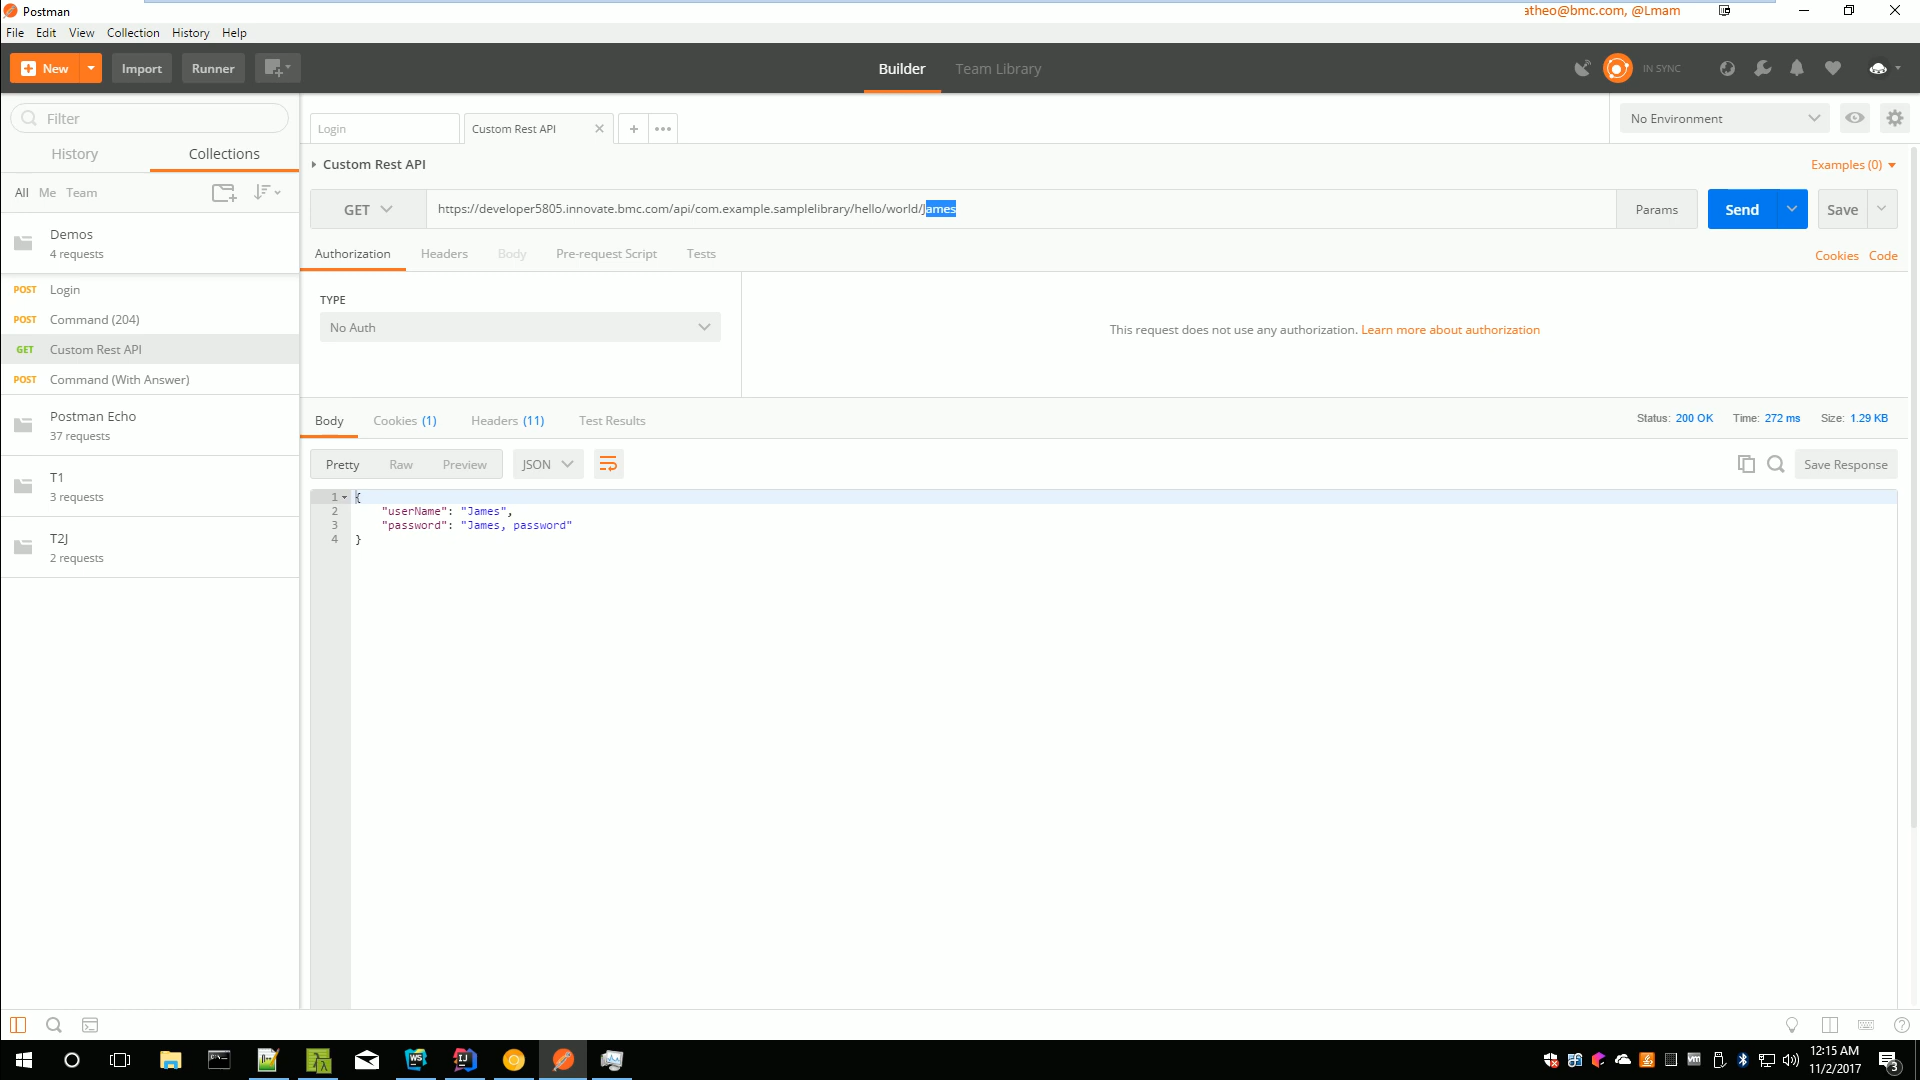 Postman
atheo@bmc.com, @Lmam
File Edit View Collection History Help
New Import Runner Builder Team Library IN SYNC
Filter
History Collections
All Me Team
Demos
4 requests
POST Login
POST Command (204)
GET Custom Rest API
POST Command (With Answer)
Postman Echo
37 requests
T1
3 requests
T2J
2 requests
Login Custom Rest API No Environment
Custom Rest API Examples (0)
GET https://developer5805.innovate.bmc.com/api/com.example.samplelibrary/hello/world/James Params Send Save
Authorization Headers Body Pre-request Script Tests Cookies Code
TYPE
No Auth
This request does not use any authorization. Learn more about authorization
Body Cookies (1) Headers (11) Test Results Status: 200 OK Time: 272 ms Size: 1.29 KB
Pretty Raw Preview JSON Save Response
1 {
2 "userName": "James",
3 "password": "James, password"
4 }
12:15 AM
11/2/2017
3